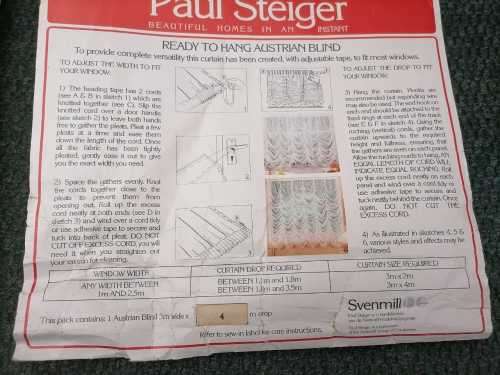 Paul Steiger
BEAUTIFUL HOMES IN AN INSTANT
READY TO HANG AUSTRIAN BLIND
To provide complete versatility this curtain has been created, with adjustable tape, to fit most windows.
TO ADJUST THE WIDTH TO FIT
YOUR WINDOW:
1) The heading tape has 2 cords
(see A & B in sketch 1) which are
knotted together (see C). Slip the
knotted cord over a door handle
(see sketch 2) to leave both hands
free to gather the pleats. Pleat a few
pleats at a time and ease them
down the length of the cord. Once
all the fabric has been tightly
pleated, gently ease it out to give
you the exact width you need.
2) Space the gathers evenly. Knot
the cords together close to the
pleats to prevent them from
opening out. Roll up the excess
cord neatly at both ends (see D in
sketch 3) and wind over a cord tidy
or use adhesive tape to secure and
tuck into back of pleat. DO NOT
CUT OFF EXCESS CORD, you will
need it when you straighten out
your curtain for cleaning.
TO ADJUST THE DROP TO FIT
YOUR WINDOW:
3) Hang the curtain. Pivots are
recommended but expanding wire
may also be used. The end hook on
each end should be attached to the
fixed rings at each end of the track
(see E & F in sketch 4). Using the
ruching (vertical) cords, gather the
curtain upwards to the required
height and fullness, ensuring that
the gathers are even on each panel.
Allow the ruching cords to hang. AN
EQUAL LENGTH OF CORD WILL
INDICATE EQUAL RUCHING. Roll
up the excess cord neatly on each
panel and wind over a cord tidy or
use adhesive tape to secure and
tuck neatly behind the curtain. Once
again, DO NOT CUT THE
EXCESS CORD.
4) As illustrated in sketches 4, 5 &
6, various styles and effects may be
achieved.
WINDOW WIDTH CURTAIN DROP REQUIRED CURTAIN SIZE REQUIRED
ANY WIDTH BETWEEN BETWEEN 1.1m and 1.8m 3m x 2m
1m AND 2.5m BETWEEN 1.8m and 3.5m 3m x 4m
This pack contains: 1 Austrian Blind 3m wide x 4 m drop
Refer to sewn-in label for care instructions.
Svenmill